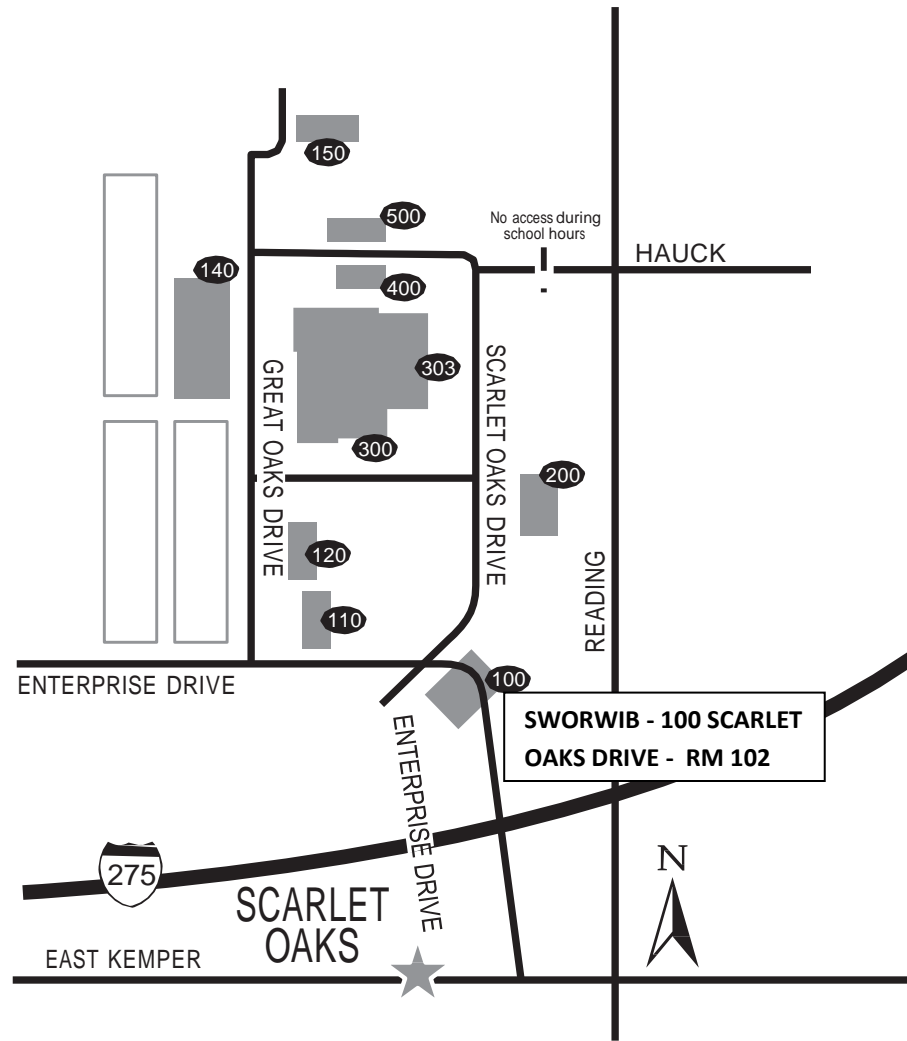 150
500
No access during
school hours
HAUCK
140
400
303
GREAT OAKS DRIVE
SCARLET OAKS DRIVE
300
200
120
READING
110
ENTERPRISE DRIVE
100
SWORWIB - 100 SCARLET
OAKS DRIVE - RM 102
ENTERPRISE DRIVE
N
275
SCARLET
OAKS
EAST KEMPER